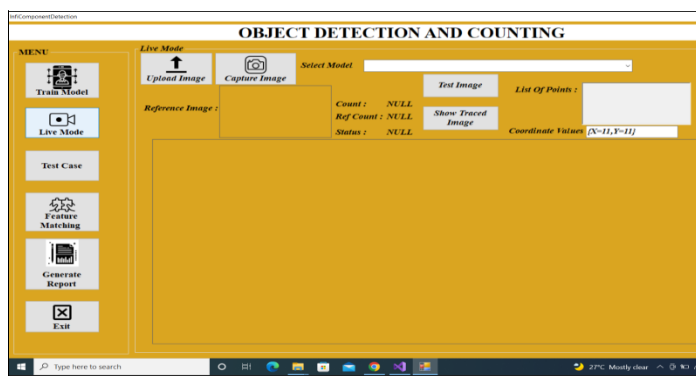 InfiComponentDetection
OBJECT DETECTION AND COUNTING
MENU
Train Model
Live Mode
Test Case
Feature
Matching
Generate
Report
Exit
Live Mode
Upload Image
Capture Image
Select Model
Reference Image :
Count : NULL
Ref Count : NULL
Status : NULL
Test Image
Show Traced
Image
List Of Points :
Coordinate Values {X=11,Y=11}
Type here to search
27°C Mostly clear